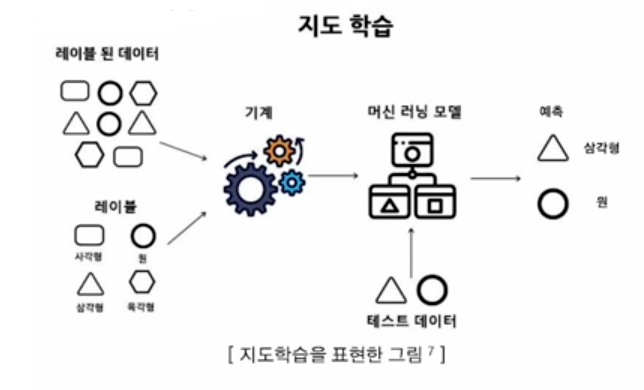 지도 학습
레이블 된 데이터
기계
머신 러닝 모델
예측
삼각형
원
레이블
사각형
원
삼각형
육각형
테스트 데이터
[ 지도학습을 표현한 그림 7 ]